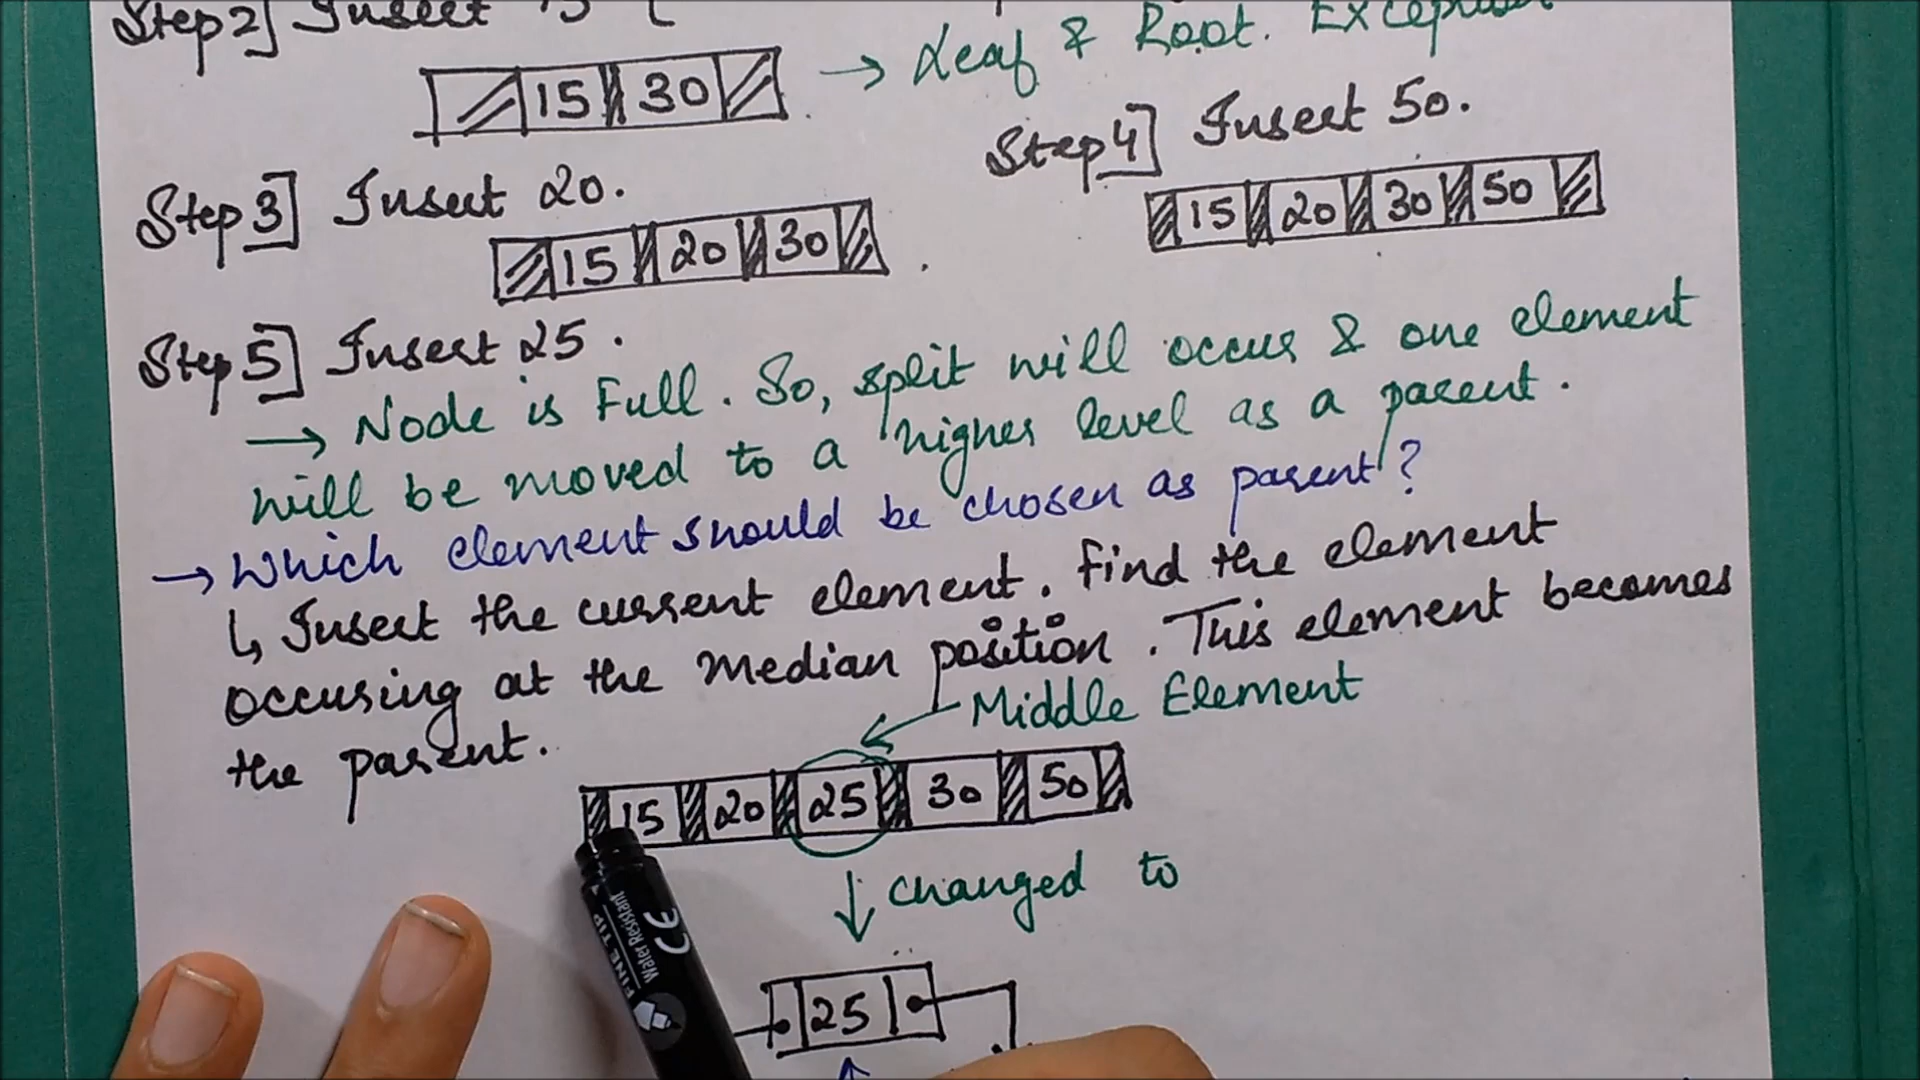 Step 2] Insert 15
15 30
→ Leaf & Root. Exception
Step 3] Insert 20.
15 20 30
Step 4] Insert 50.
15 20 30 50
Step 5] Insert 25.
→ Node is Full. So, split will occur & one element
will be moved to a higher level as a parent.
→ Which element should be chosen as parent?
↳ Insert the current element. Find the element
occuring at the Median position. This element becomes
the parent.
Middle Element
15 20 25 30 50
↓ changed to
25
FINE TIP
Water Resistant
CE